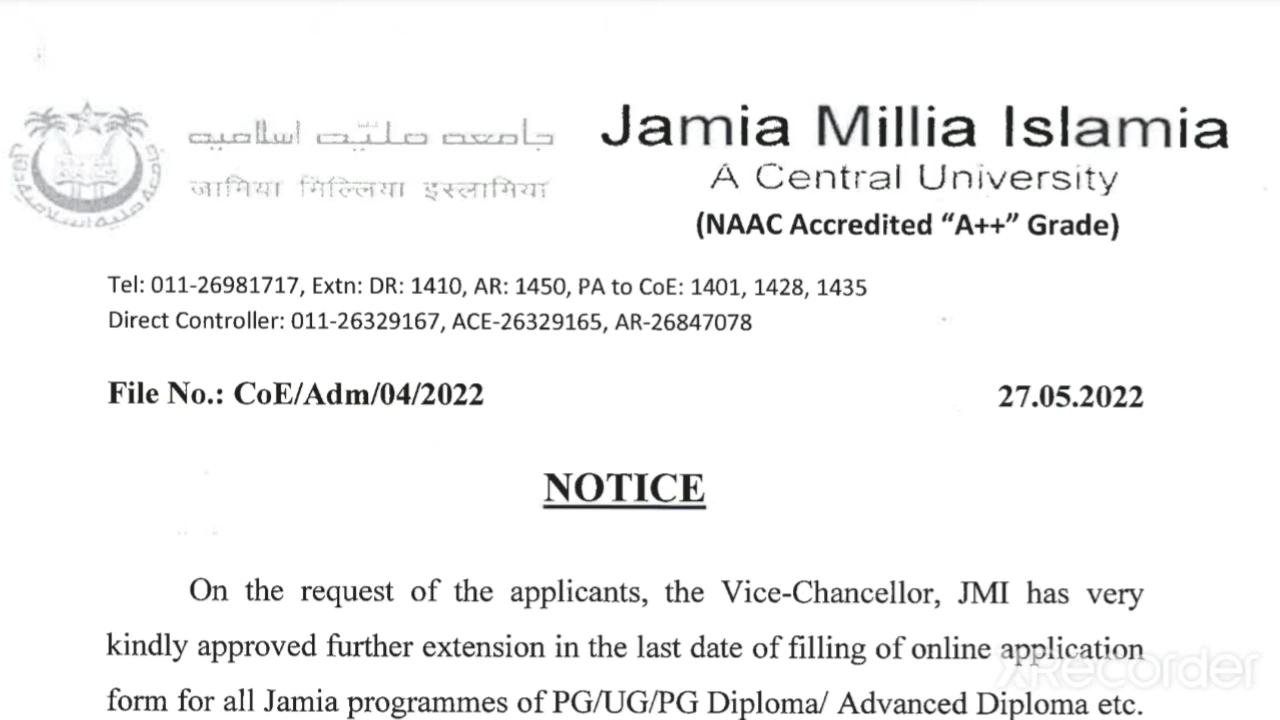 جامعہ ملیّہ اسلامیہ
जामिया मिल्लिया इस्लामिया
Jamia Millia Islamia
A Central University
(NAAC Accredited “A++” Grade)
Tel: 011-26981717, Extn: DR: 1410, AR: 1450, PA to CoE: 1401, 1428, 1435
Direct Controller: 011-26329167, ACE-26329165, AR-26847078
File No.: CoE/Adm/04/2022 27.05.2022
NOTICE
On the request of the applicants, the Vice-Chancellor, JMI has very
kindly approved further extension in the last date of filling of online application
form for all Jamia programmes of PG/UG/PG Diploma/ Advanced Diploma etc.
XRecorder